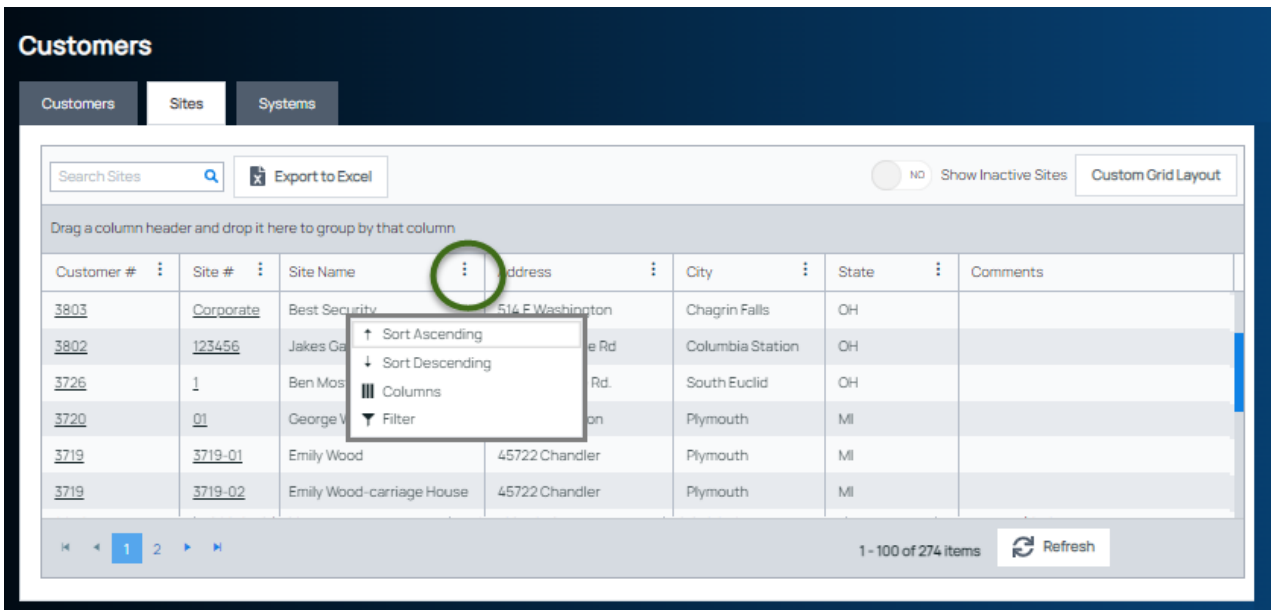 Customers
Customers Sites Systems
Search Sites Export to Excel NO Show Inactive Sites Custom Grid Layout
Drag a column header and drop it here to group by that column
Customer # Site # Site Name Address City State Comments
3803 Corporate Best Security 514 E Washington Chagrin Falls OH
3802 123456 Jakes Ga e Rd Columbia Station OH
3726 1 Ben Mos Rd. South Euclid OH
3720 01 George on Plymouth MI
Sort Ascending
Sort Descending
Columns
Filter
3719 3719-01 Emily Wood 45722 Chandler Plymouth MI
3719 3719-02 Emily Wood-carriage House 45722 Chandler Plymouth MI
1 2 1 - 100 of 274 items Refresh